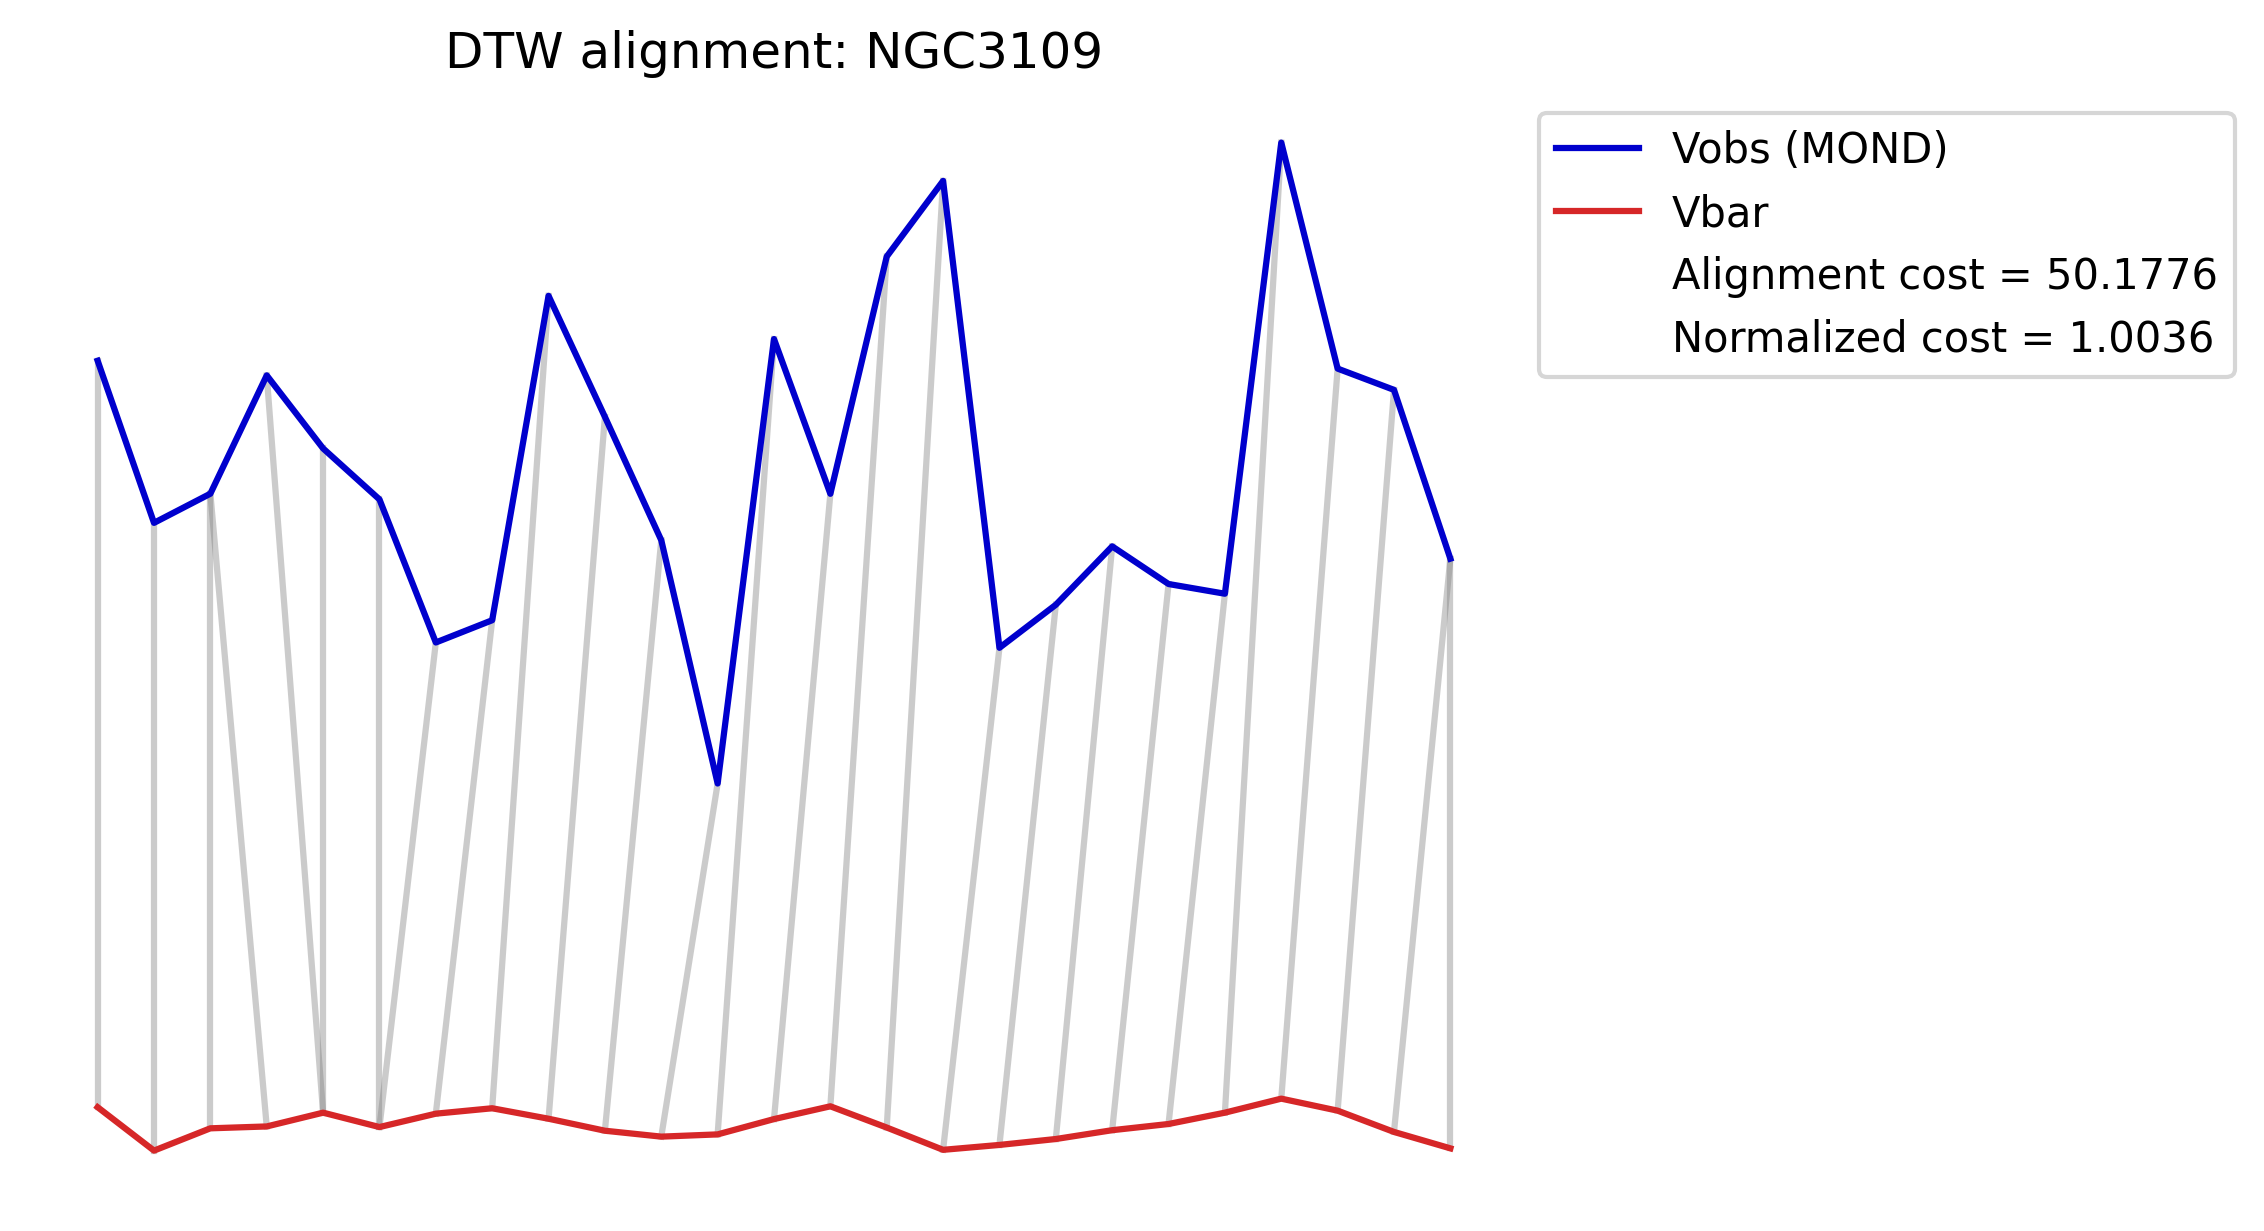 DTW alignment: NGC3109
Vobs (MOND)
Vbar
Alignment cost = 50.1776
Normalized cost = 1.0036